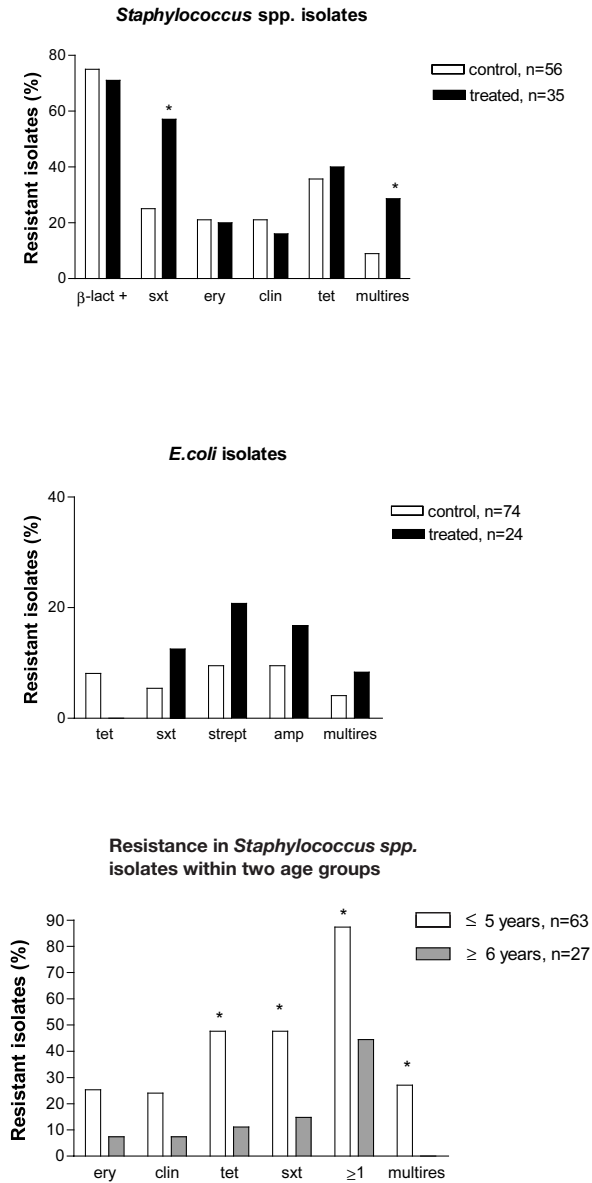 Staphylococcus spp. isolates
control, n=56
treated, n=35
Resistant isolates (%)
80
60
40
20
0
*
*
β-lact + sxt ery clin tet multires
E.coli isolates
control, n=74
treated, n=24
Resistant isolates (%)
40
20
0
tet sxt strept amp multires
Resistance in Staphylococcus spp.
isolates within two age groups
≤ 5 years, n=63
≥ 6 years, n=27
Resistant isolates (%)
90
80
70
60
50
40
30
20
10
0
*
*
*
*
ery clin tet sxt ≥1 multires